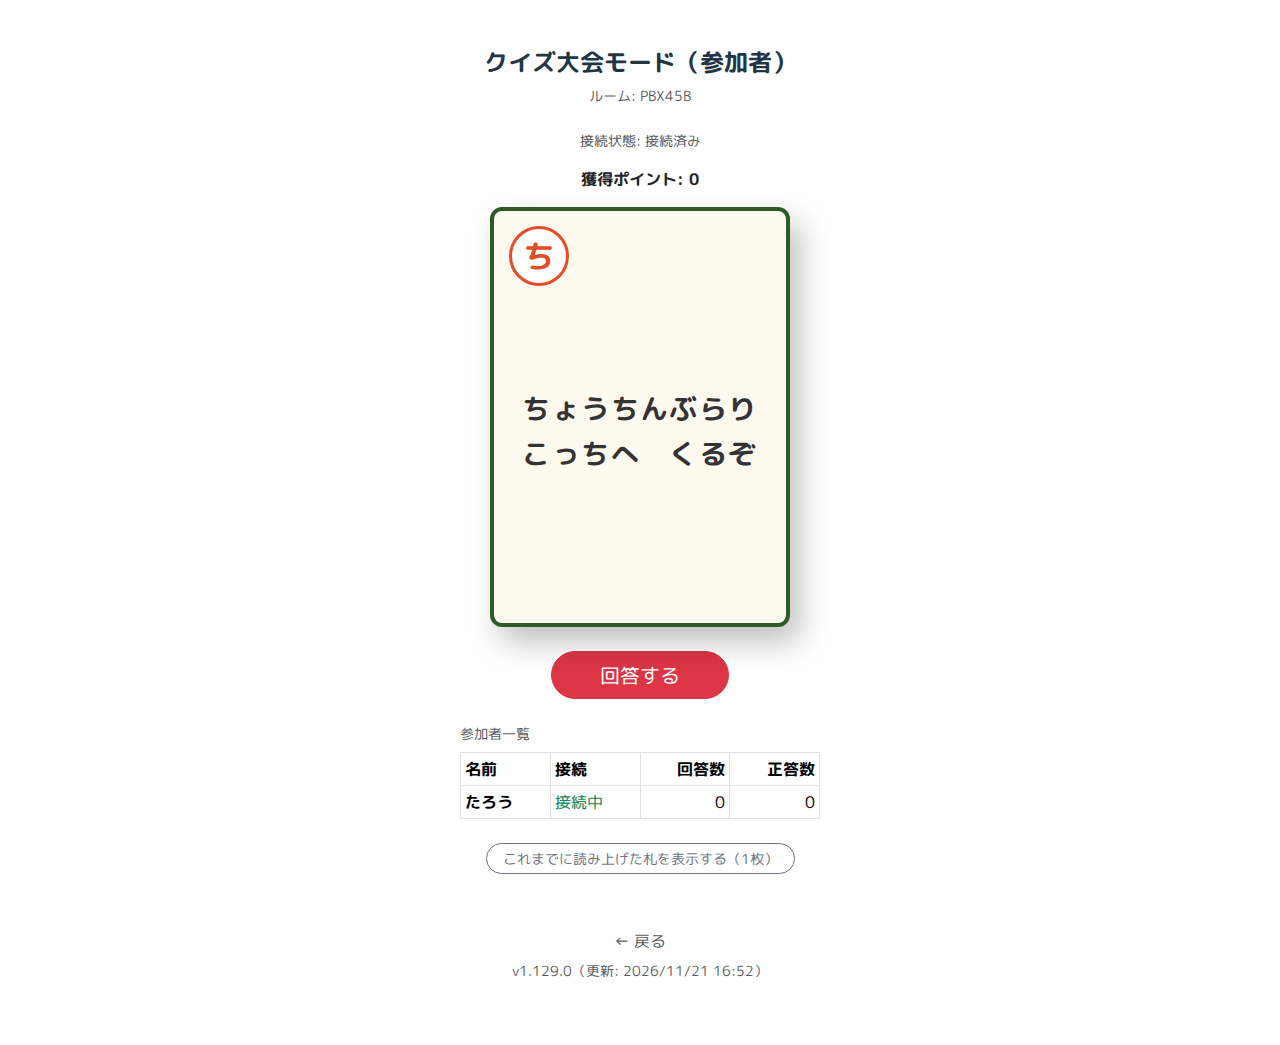 クイズ大会モード（参加者）
ルーム: PBX45B
接続状態: 接続済み
獲得ポイント: 0
ち
ちょうちんぶらり
こっちへ　くるぞ
回答する
参加者一覧
名前 接続 回答数 正答数
たろう 接続中 0 0
これまでに読み上げた札を表示する（1枚）
← 戻る
v1.129.0（更新: 2026/11/21 16:52）